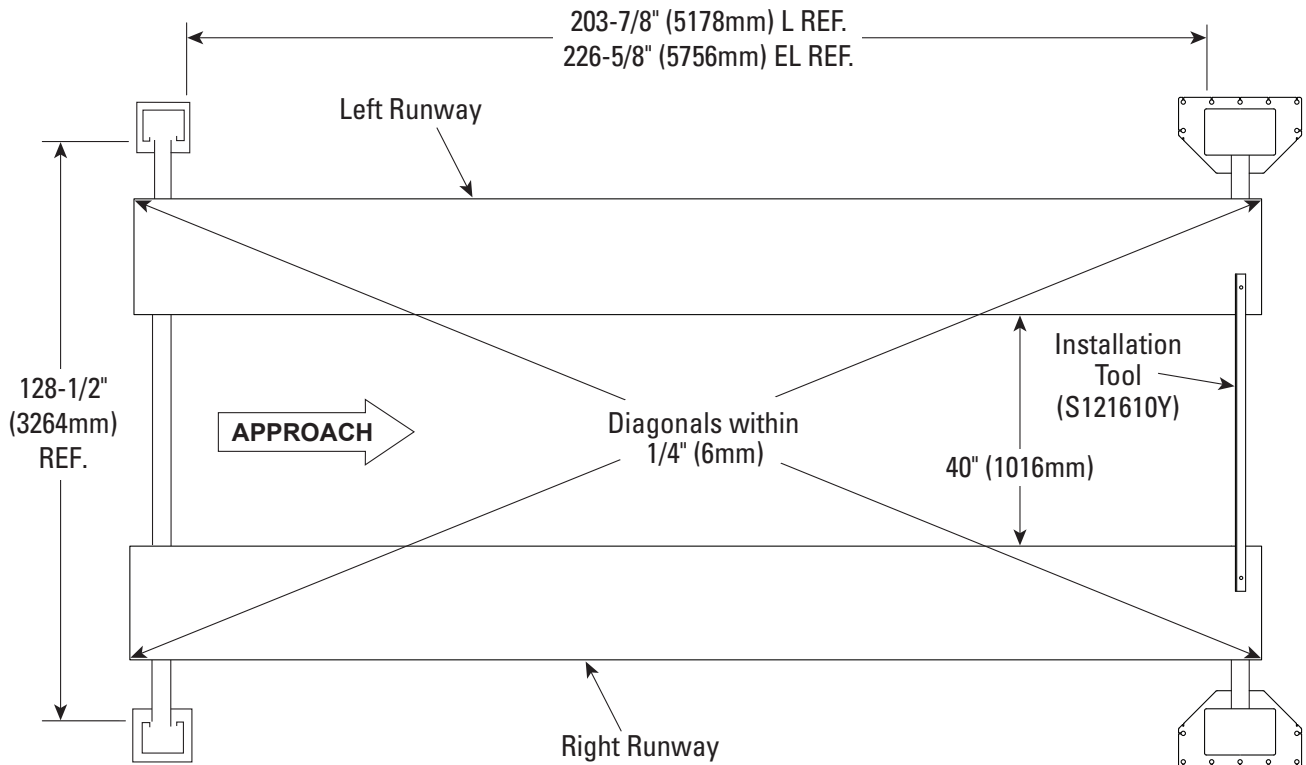 203-7/8" (5178mm) L REF.
226-5/8" (5756mm) EL REF.
Left Runway
Installation
Tool
(S121610Y)
128-1/2"
(3264mm)
REF.
APPROACH
Diagonals within
1/4" (6mm)
40" (1016mm)
Right Runway